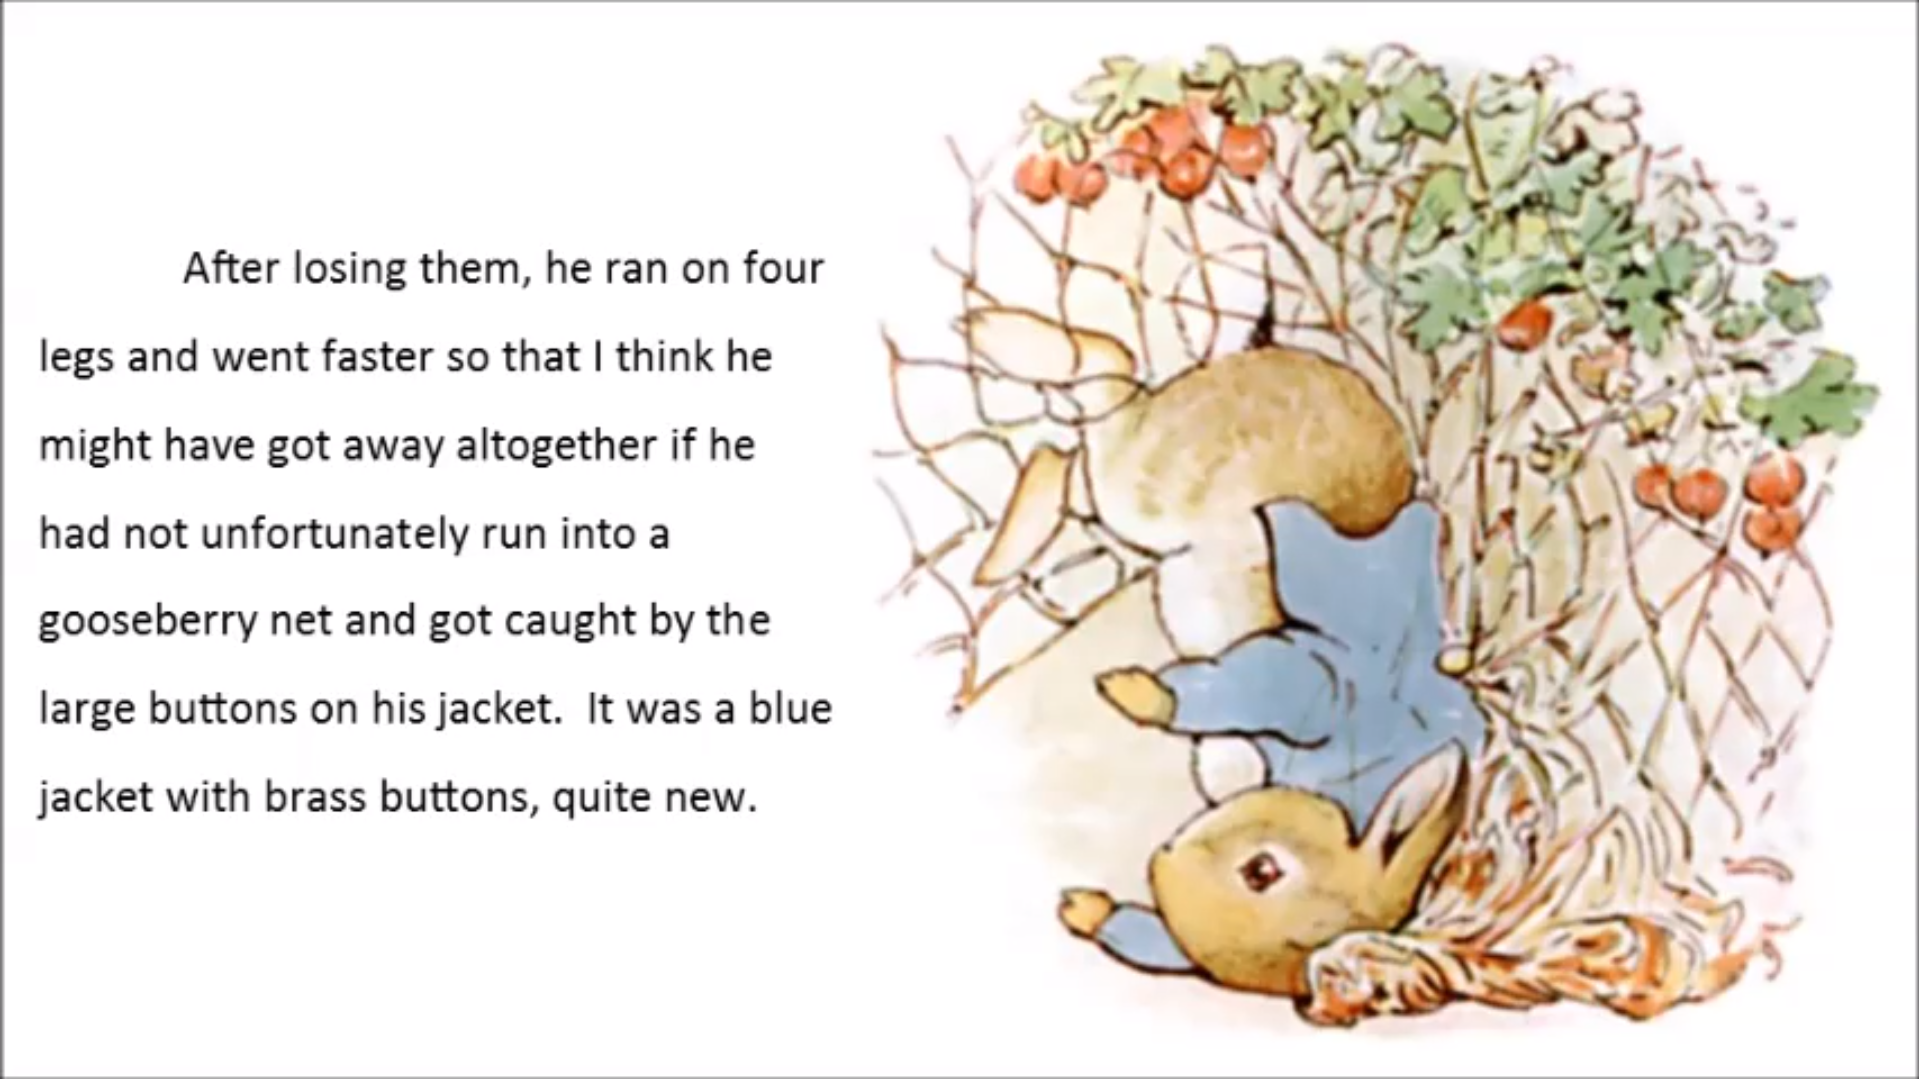 After losing them, he ran on four
legs and went faster so that I think he
might have got away altogether if he
had not unfortunately run into a
gooseberry net and got caught by the
large buttons on his jacket.  It was a blue
jacket with brass buttons, quite new.